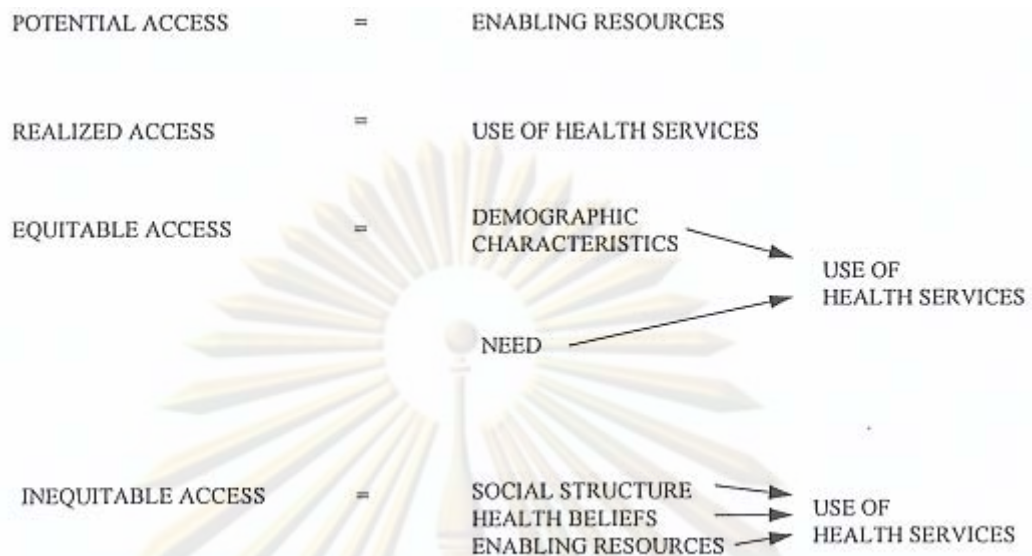 POTENTIAL ACCESS = ENABLING RESOURCES
REALIZED ACCESS = USE OF HEALTH SERVICES
EQUITABLE ACCESS = DEMOGRAPHIC
CHARACTERISTICS
USE OF
HEALTH SERVICES
NEED
INEQUITABLE ACCESS = SOCIAL STRUCTURE
HEALTH BELIEFS
ENABLING RESOURCES
USE OF
HEALTH SERVICES